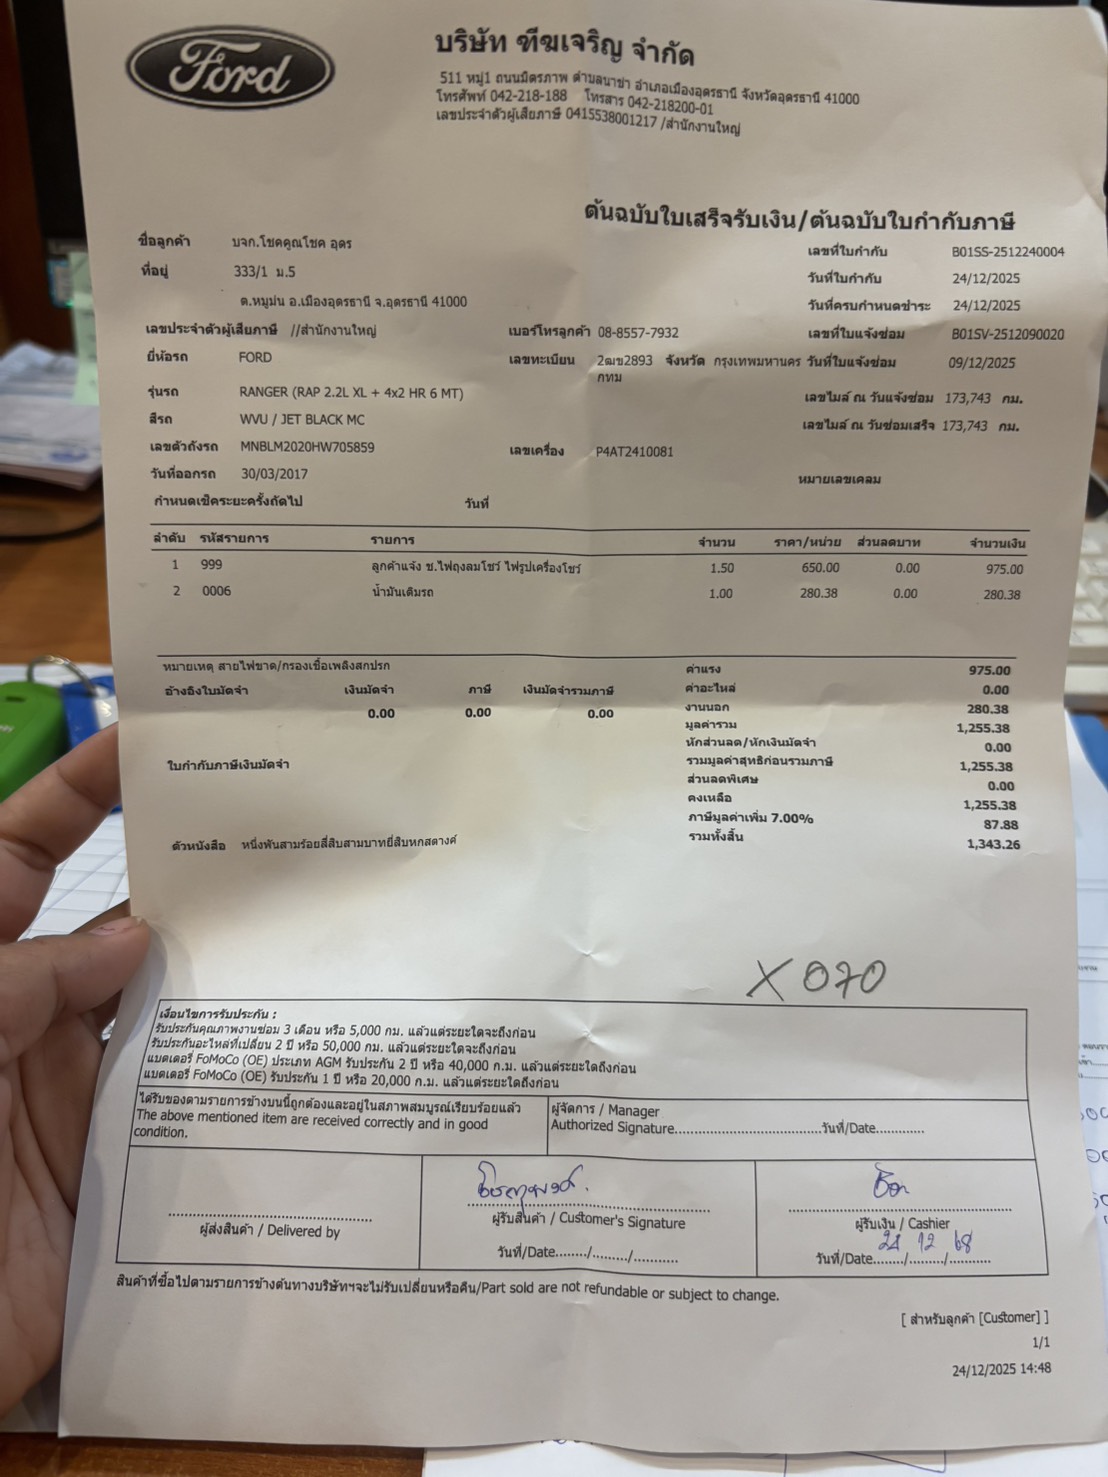 Ford
บริษัท ทีฆเจริญ จำกัด
511 หมู่1 ถนนมิตรภาพ ตำบลนาข่า อำเภอเมืองอุดรธานี จังหวัดอุดรธานี 41000
โทรศัพท์ 042-218-188 โทรสาร 042-218200-01
เลขประจำตัวผู้เสียภาษี 0415538001217 /สำนักงานใหญ่
ต้นฉบับใบเสร็จรับเงิน/ต้นฉบับใบกำกับภาษี
ชื่อลูกค้า บจก.โชคคูณโชค อุดร เลขที่ใบกำกับ B01SS-2512240004
ที่อยู่ 333/1 ม.5 วันที่ใบกำกับ 24/12/2025
ต.หมูม่น อ.เมืองอุดรธานี จ.อุดรธานี 41000 วันที่ครบกำหนดชำระ 24/12/2025
เลขประจำตัวผู้เสียภาษี //สำนักงานใหญ่ เบอร์โทรลูกค้า 08-8557-7932 เลขที่ใบแจ้งซ่อม B01SV-2512090020
ยี่ห้อรถ FORD เลขทะเบียน 2ฒข2893 จังหวัด กรุงเทพมหานคร วันที่ใบแจ้งซ่อม 09/12/2025
กทม
รุ่นรถ RANGER (RAP 2.2L XL + 4x2 HR 6 MT) เลขไมล์ ณ วันแจ้งซ่อม 173,743 กม.
สีรถ WVU / JET BLACK MC เลขไมล์ ณ วันซ่อมเสร็จ 173,743 กม.
เลขตัวถังรถ MNBLM2020HW705859 เลขเครื่อง P4AT2410081
วันที่ออกรถ 30/03/2017 หมายเลขเคลม
กำหนดเช็คระยะครั้งถัดไป วันที่
ลำดับ รหัสรายการ รายการ จำนวน ราคา/หน่วย ส่วนลดบาท จำนวนเงิน
1 999 ลูกค้าแจ้ง ช.ไฟถุงลมโชว์ ไฟรูปเครื่องโชว์ 1.50 650.00 0.00 975.00
2 0006 น้ำมันเติมรถ 1.00 280.38 0.00 280.38
หมายเหตุ สายไฟขาด/กรองเชื้อเพลิงสกปรก ค่าแรง 975.00
อ้างอิงใบมัดจำ เงินมัดจำ ภาษี เงินมัดจำรวมภาษี ค่าอะไหล่ 0.00
0.00 0.00 0.00 งานนอก 280.38
มูลค่ารวม 1,255.38
หักส่วนลด/หักเงินมัดจำ 0.00
ใบกำกับภาษีเงินมัดจำ รวมมูลค่าสุทธิก่อนรวมภาษี 1,255.38
ส่วนลดพิเศษ 0.00
คงเหลือ 1,255.38
ภาษีมูลค่าเพิ่ม 7.00% 87.88
ตัวหนังสือ หนึ่งพันสามร้อยสี่สิบสามบาทยี่สิบหกสตางค์ รวมทั้งสิ้น 1,343.26
X 070
เงื่อนไขการรับประกัน :
รับประกันคุณภาพงานซ่อม 3 เดือน หรือ 5,000 กม. แล้วแต่ระยะใดจะถึงก่อน
รับประกันอะไหล่ที่เปลี่ยน 2 ปี หรือ 50,000 กม. แล้วแต่ระยะใดจะถึงก่อน
แบตเตอรี่ FoMoCo (OE) ประเภท AGM รับประกัน 2 ปี หรือ 40,000 ก.ม. แล้วแต่ระยะใดถึงก่อน
แบตเตอรี่ FoMoCo (OE) รับประกัน 1 ปี หรือ 20,000 ก.ม. แล้วแต่ระยะใดจะถึงก่อน
ได้รับของตามรายการข้างบนนี้ถูกต้องและอยู่ในสภาพสมบูรณ์เรียบร้อยแล้ว ผู้จัดการ / Manager
The above mentioned item are received correctly and in good Authorized Signature....................................วันที่/Date............
condition.
ผู้ส่งสินค้า / Delivered by ผู้รับสินค้า / Customer's Signature ผู้รับเงิน / Cashier
วันที่/Date......../........./........... วันที่/Date 24/12/68
สินค้าที่ซื้อไปตามรายการข้างต้นทางบริษัทฯจะไม่รับเปลี่ยนหรือคืน/Part sold are not refundable or subject to change.
[ สำหรับลูกค้า [Customer] ]
1/1
24/12/2025 14:48